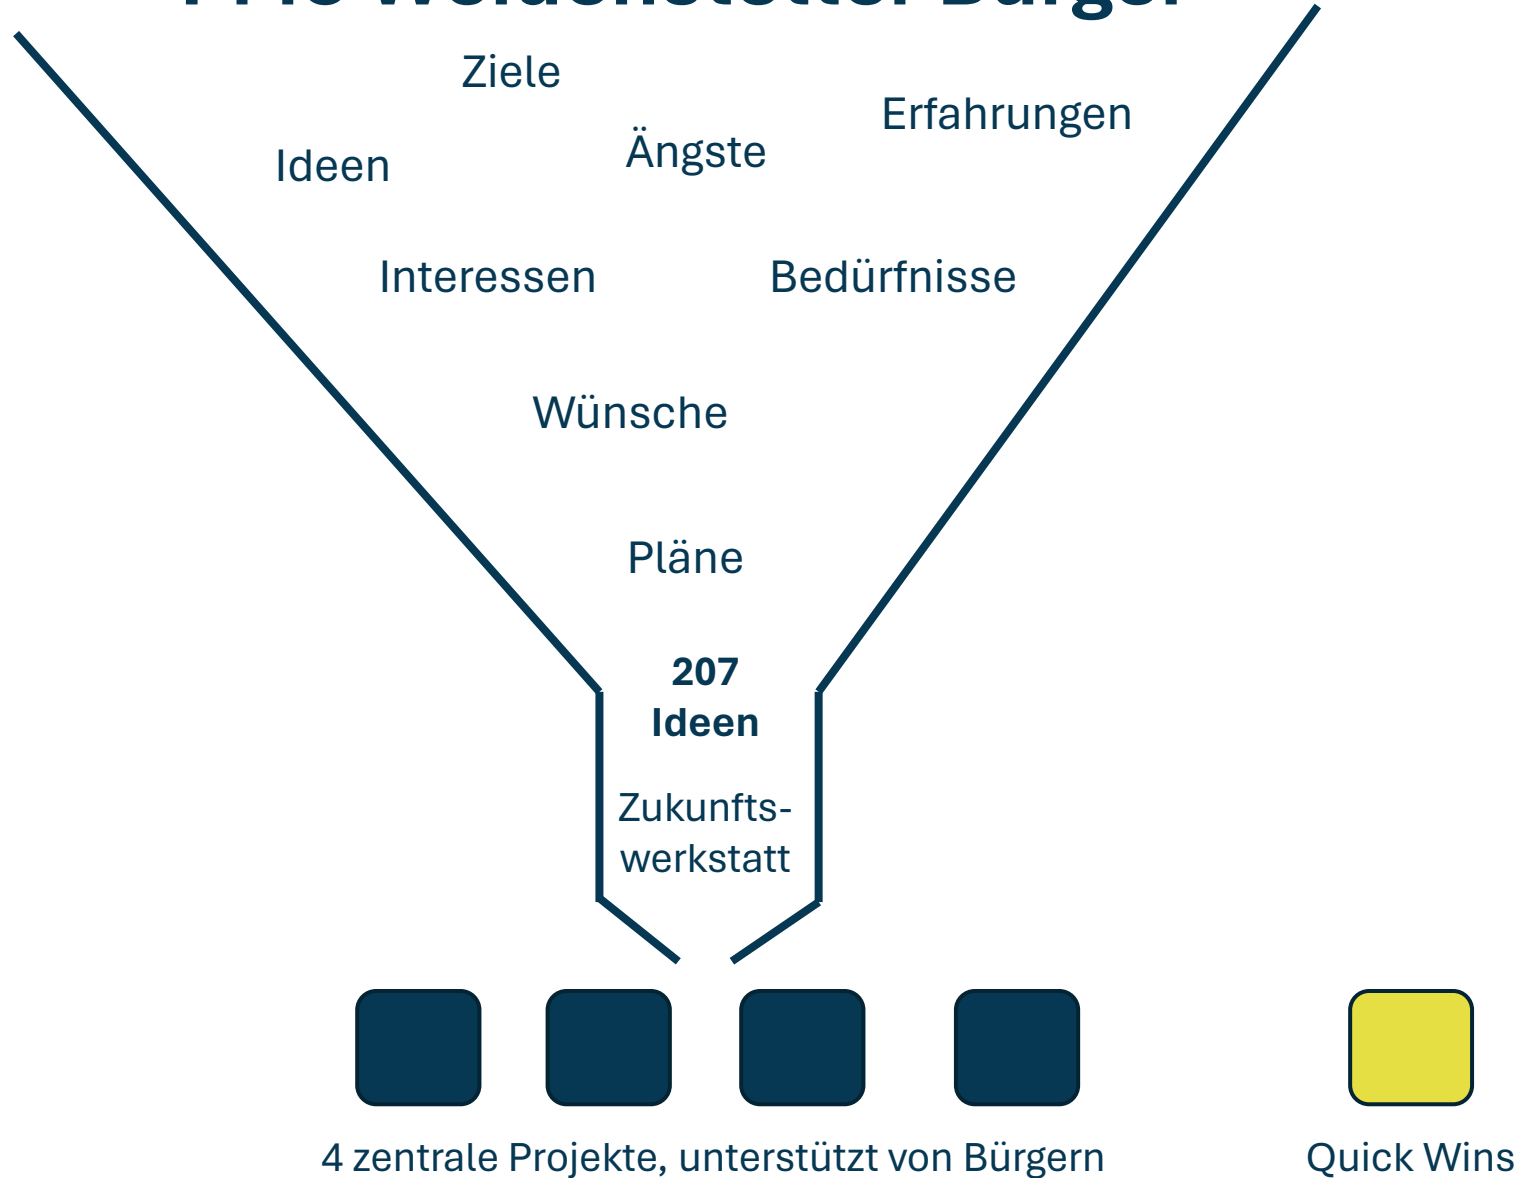 Ziele
Erfahrungen
Ängste
Ideen
Interessen
Bedürfnisse
Wünsche
Pläne
207
Ideen
Zukunfts-
werkstatt
4 zentrale Projekte, unterstützt von Bürgern
Quick Wins